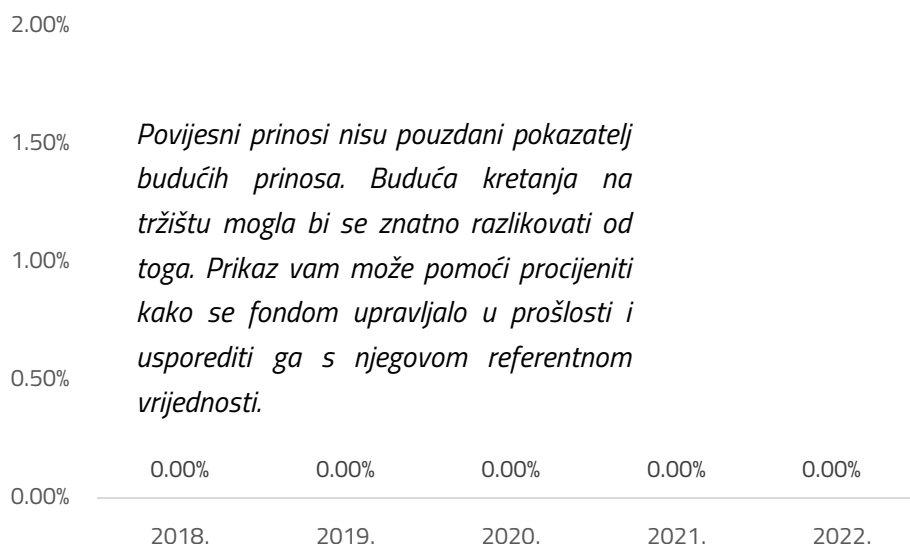 2.00%
1.50%
1.00%
0.50%
0.00%
Povijesni prinosi nisu pouzdani pokazatelj
budućih prinosa. Buduća kretanja na
tržištu mogla bi se znatno razlikovati od
toga. Prikaz vam može pomoći procijeniti
kako se fondom upravljalo u prošlosti i
usporediti ga s njegovom referentnom
vrijednosti.
0.00% 0.00% 0.00% 0.00% 0.00%
2018. 2019. 2020. 2021. 2022.